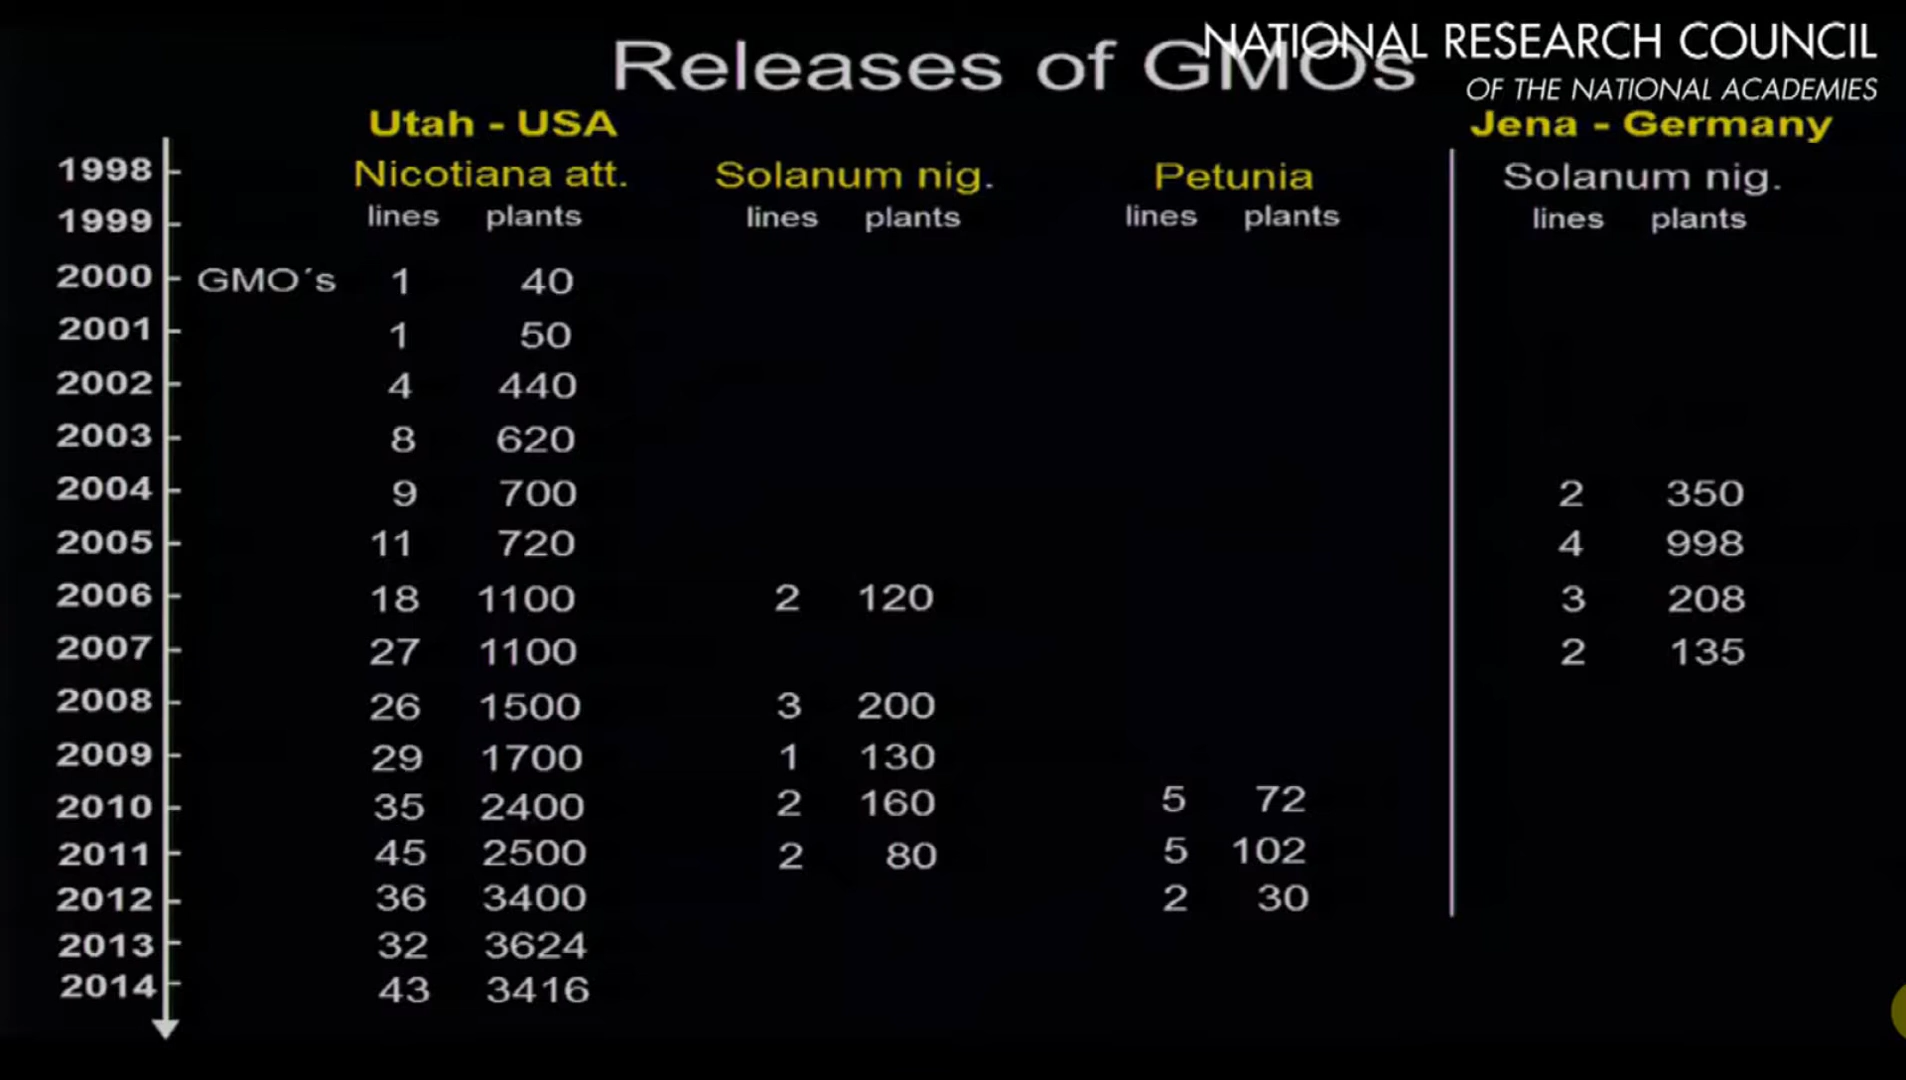 NATIONAL RESEARCH COUNCIL
OF THE NATIONAL ACADEMIES
Releases of GMOs
Utah - USA Jena - Germany
1998 Nicotiana att. Solanum nig. Petunia Solanum nig.
1999 lines plants lines plants lines plants lines plants
2000 GMO´s 1 40
2001 1 50
2002 4 440
2003 8 620
2004 9 700 2 350
2005 11 720 4 998
2006 18 1100 2 120 3 208
2007 27 1100 2 135
2008 26 1500 3 200
2009 29 1700 1 130
2010 35 2400 2 160 5 72
2011 45 2500 2 80 5 102
2012 36 3400 2 30
2013 32 3624
2014 43 3416